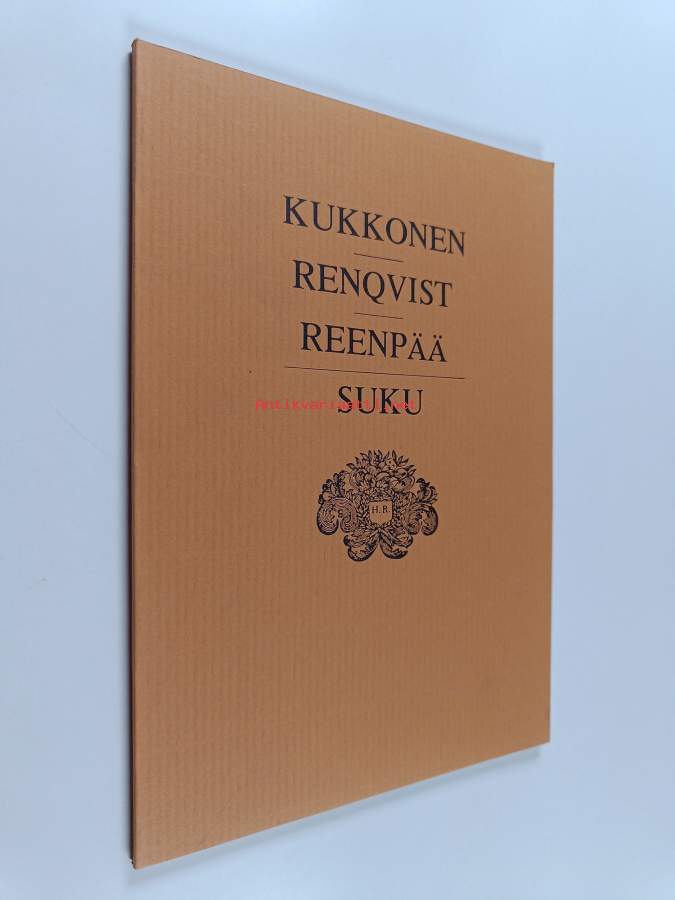 KUKKONEN
RENQVIST
REENPÄÄ
SUKU
Antikvariaatti.net
H.R.